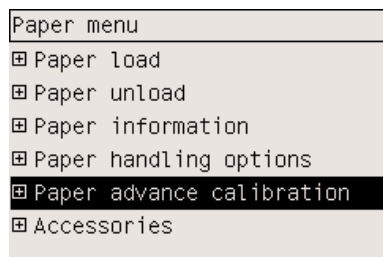 Paper menu
Paper load
Paper unload
Paper information
Paper handling options
Paper advance calibration
Accessories